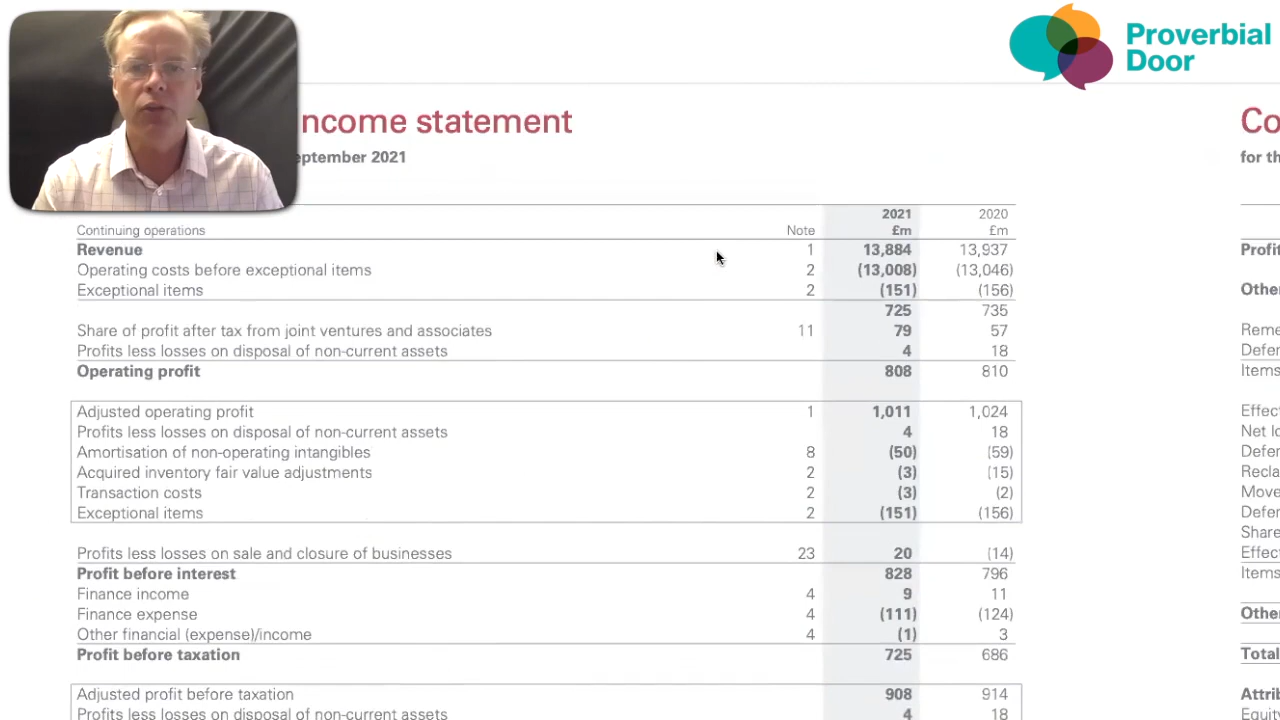 Proverbial
Door
ncome statement
eptember 2021
Co
for th
2021 2020
Continuing operations Note £m £m
Revenue 1 13,884 13,937
Operating costs before exceptional items 2 (13,008) (13,046)
Exceptional items 2 (151) (156)
725 735
Share of profit after tax from joint ventures and associates 11 79 57
Profits less losses on disposal of non-current assets 4 18
Operating profit 808 810
Adjusted operating profit 1 1,011 1,024
Profits less losses on disposal of non-current assets 4 18
Amortisation of non-operating intangibles 8 (50) (59)
Acquired inventory fair value adjustments 2 (3) (15)
Transaction costs 2 (3) (2)
Exceptional items 2 (151) (156)
Profits less losses on sale and closure of businesses 23 20 (14)
Profit before interest 828 796
Finance income 4 9 11
Finance expense 4 (111) (124)
Other financial (expense)/income 4 (1) 3
Profit before taxation 725 686
Adjusted profit before taxation 908 914
Profits less losses on disposal of non-current assets 4 18
Profit
Other
Reme
Defer
Items
Effec
Net lo
Defer
Recla
Move
Defer
Share
Effec
Items
Other
Total
Attrib
Equity